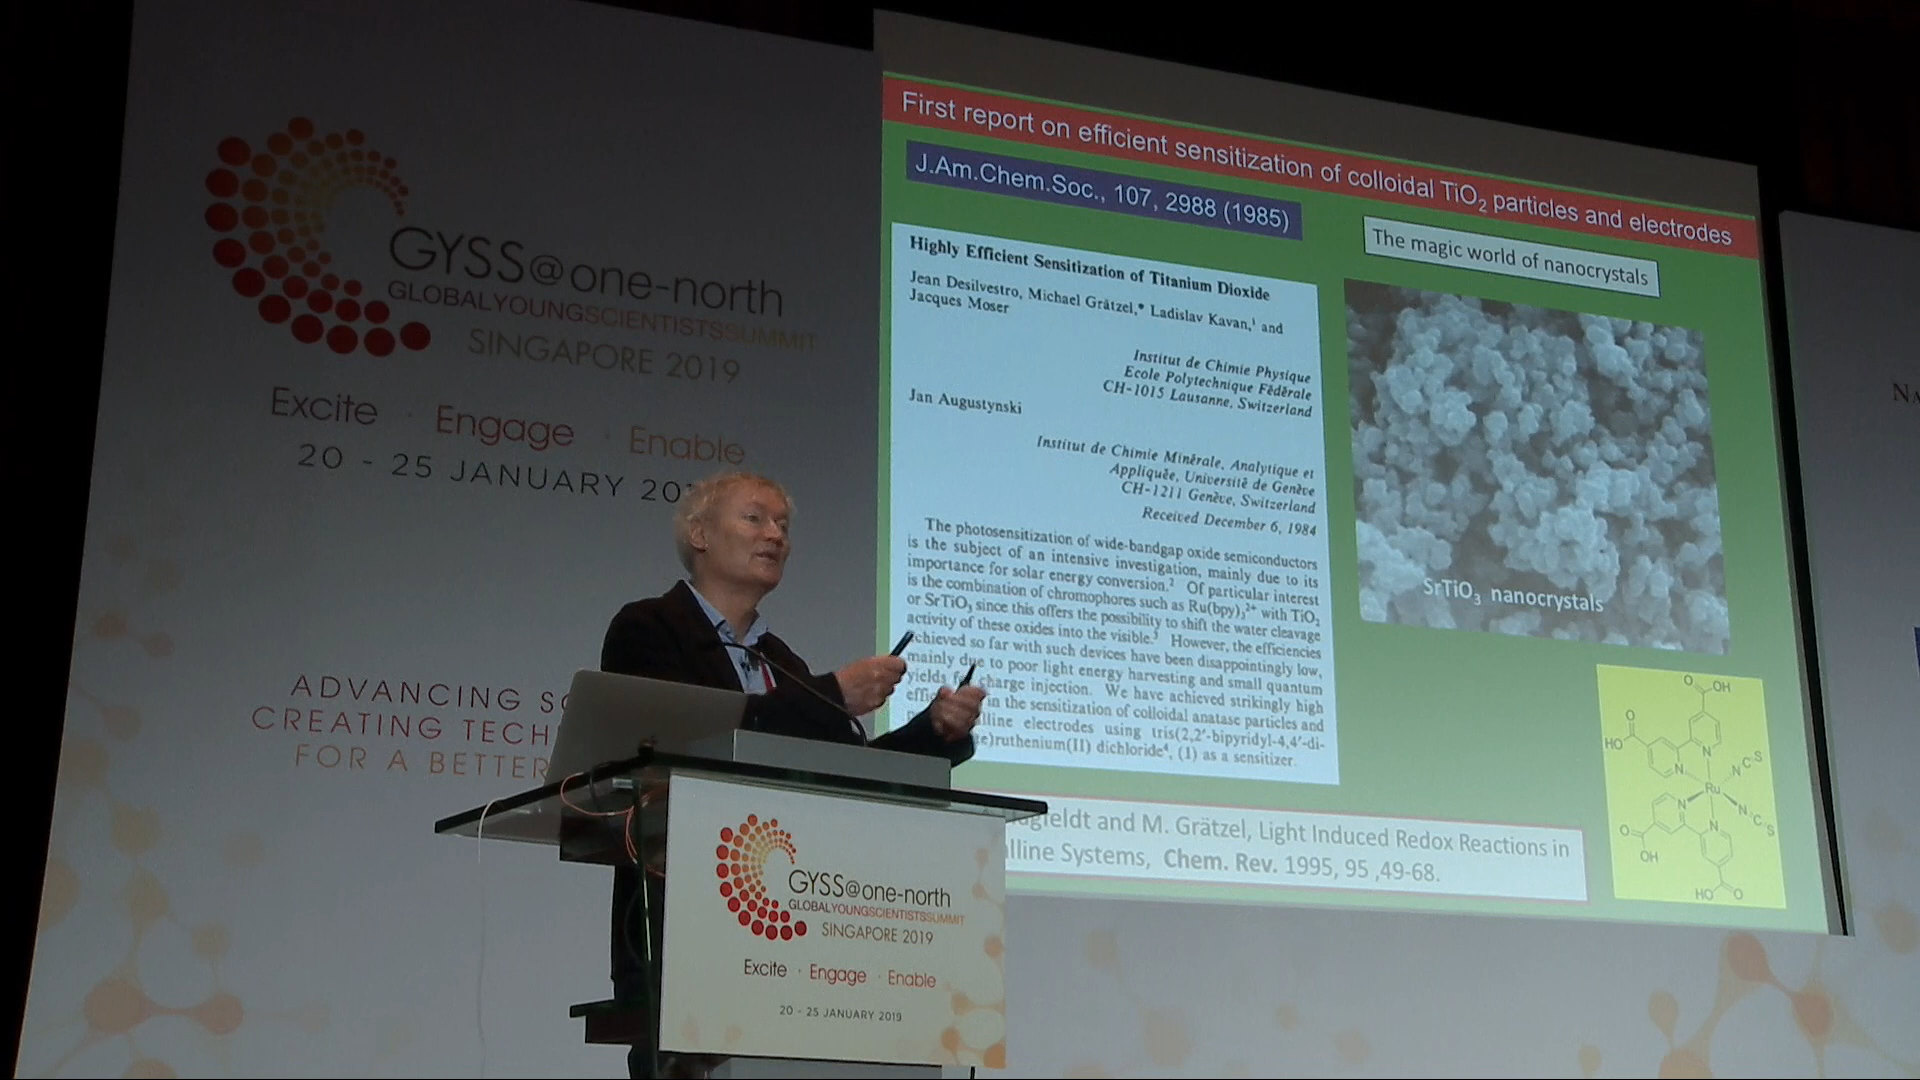 GYSS@one-north
GLOBALYOUNGSCIENTISTSSUMMIT
SINGAPORE 2019
Excite · Engage · Enable
20 - 25 JANUARY
ADVANCING
CREATING
FOR A BETTER
First report on efficient sensitization of colloidal TiO2 particles and electrodes
J.Am.Chem.Soc., 107, 2988 (1985)
The magic world of nanocrystals
Highly Efficient Sensitization of Titanium Dioxide
Jean Desilvestro, Michael Grätzel,* Ladislav Kavan,¹ and
Jacques Moser
Institut de Chimie Physique
Ecole Polytechnique Fédérale
CH-1015 Lausanne, Switzerland
Jan Augustynski
Institut de Chimie Minérale, Analytique et
Appliquée, Université de Genève
CH-1211 Genève, Switzerland
Received December 6, 1984
The photosensitization of wide-bandgap oxide semiconductors
is the subject of an intensive investigation, mainly due to its
importance for solar energy conversion.² Of particular interest
is the combination of chromophores such as Ru(bpy)₃²⁺ with TiO₂
or SrTiO₃ since this offers the possibility to shift the water cleavage
activity of these oxides into the visible.³ However, the efficiencies
achieved so far with such devices have been disappointingly low,
mainly due to poor light energy harvesting and small quantum
yields charge injection. We have achieved strikingly high
in the sensitization of colloidal anatase particles and
electrodes using tris(2,2'-bipyridyl-4,4'-di-
ruthenium(II) dichloride⁴, (1) as a sensitizer.
SrTiO3 nanocrystals
O OH
O
HO
N N
N C S
Ru
N N
N C S
O
OH
HO O
and M. Grätzel, Light Induced Redox Reactions in
Systems, Chem. Rev. 1995, 95 ,49-68.
GYSS@one-north
GLOBALYOUNGSCIENTISTSSUMMIT
SINGAPORE 2019
Excite · Engage · Enable
20 - 25 JANUARY 2019